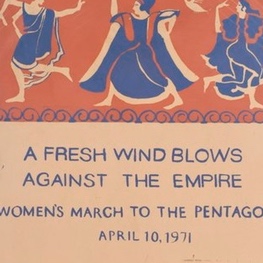 A FRESH WIND BLOWS
AGAINST THE EMPIRE
WOMEN'S MARCH TO THE PENTAGO
APRIL 10, 1971